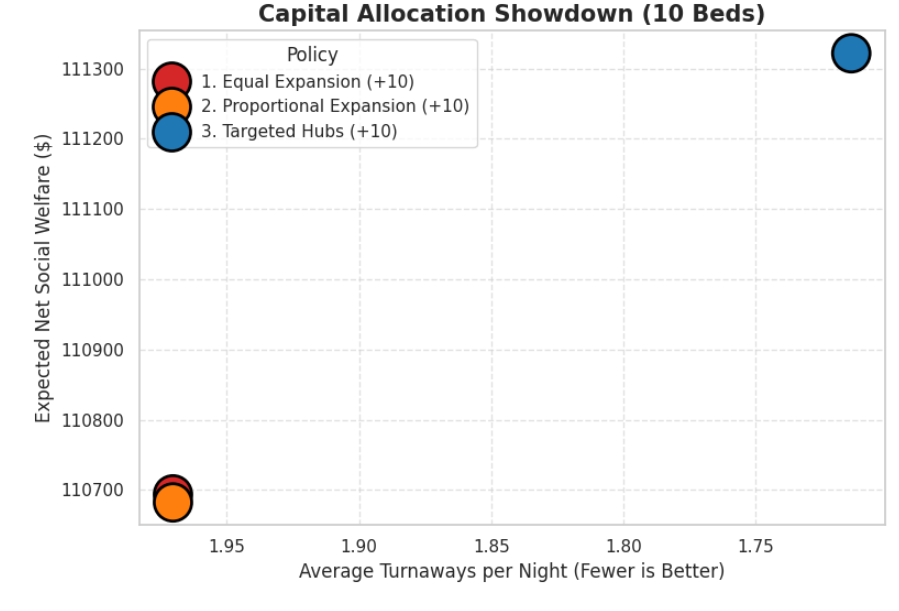 Capital Allocation Showdown (10 Beds)
Policy
1. Equal Expansion (+10)
2. Proportional Expansion (+10)
3. Targeted Hubs (+10)
Expected Net Social Welfare ($)
111300
111200
111100
111000
110900
110800
110700
1.95
1.90
1.85
1.80
1.75
Average Turnaways per Night (Fewer is Better)